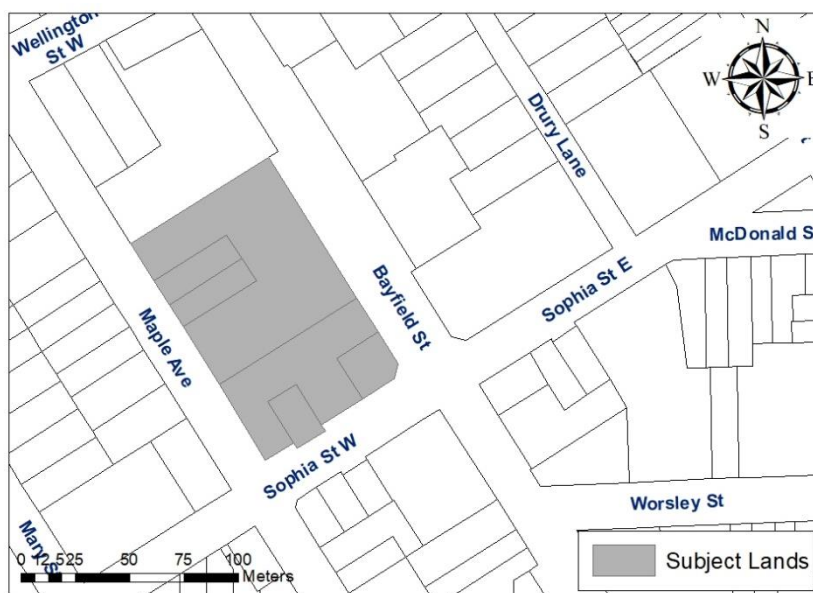 Wellington
St W
N
W
E
S
Drury Lane
McDonald S
Sophia St E
Bayfield St
Maple Ave
Sophia St W
Worsley St
Mary S
0 12.525 50 75 100
Meters
Subject Lands